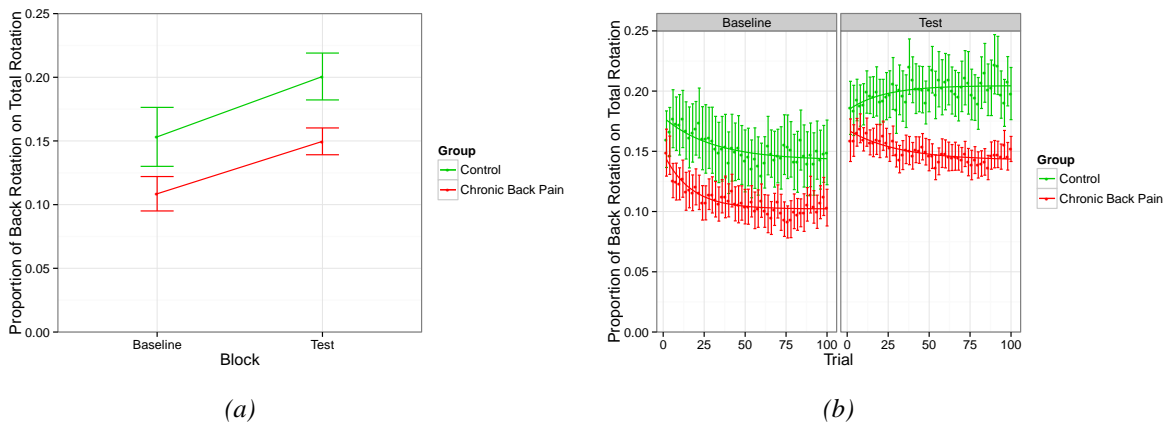 Proportion of Back Rotation on Total Rotation
0.25
0.20
0.15
0.10
0.05
0.00
Baseline
Test
Block
Group
Control
Chronic Back Pain
(a)
Proportion of Back Rotation on Total Rotation
Baseline
Test
0.25
0.20
0.15
0.10
0.05
0.00
0 25 50 75 100 0 25 50 75 100
Trial
Group
Control
Chronic Back Pain
(b)